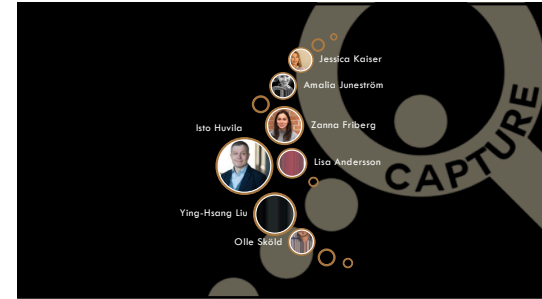 Jessica Kaiser
Amalia Juneström
Zanna Friberg
Isto Huvila
Lisa Andersson
Ying-Hsang Liu
Olle Sköld
CAPTURE